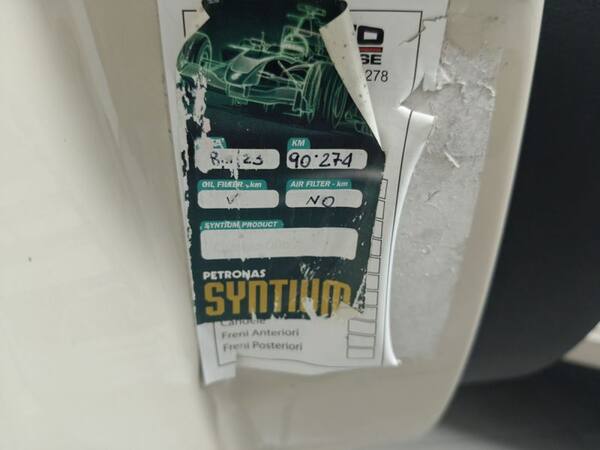 278
KM
90·274
OIL FILTER - km AIR FILTER - km
V NO
SYNTIUM PRODUCT
PETRONAS
SYNTIUM
Candele
Freni Anteriori
Freni Posteriori